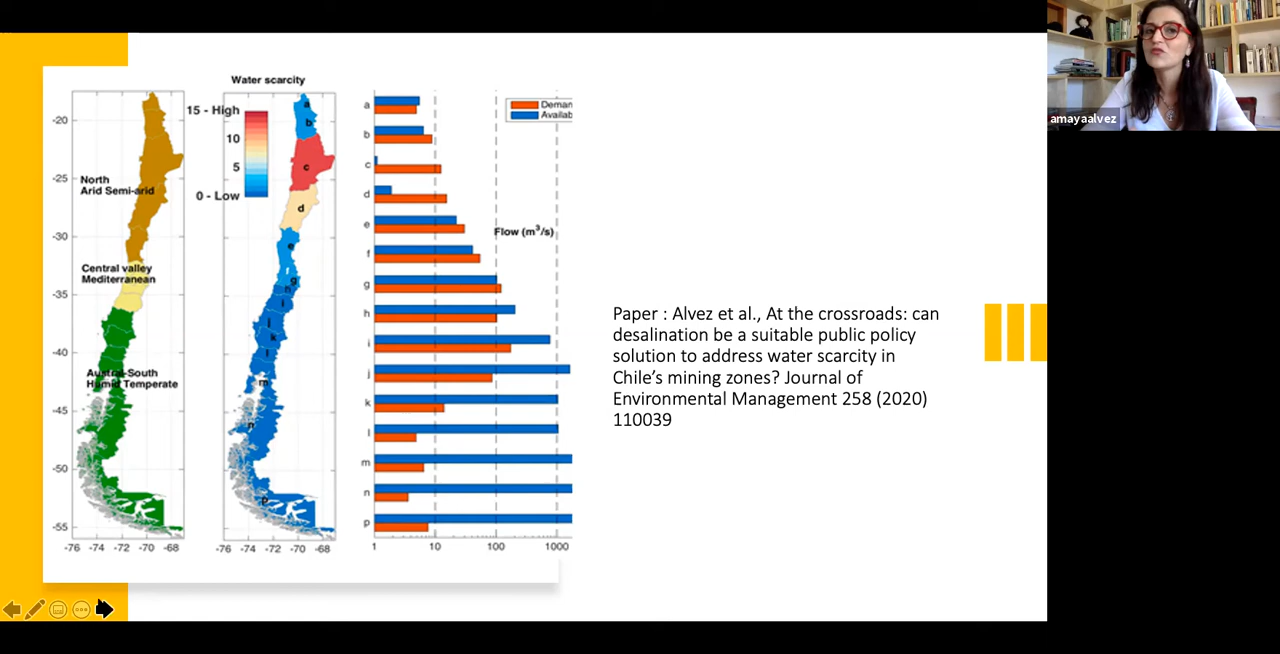 Water scarcity
15 - High
10
5
0 - Low
-20
-25
-30
-35
-40
-45
-50
-55
North
Arid Semi-arid
Central valley
Mediterranean
Austral-South
Humid Temperate
-76 -74 -72 -70 -68
a
b
c
d
e
f
g
h
i
j
k
l
m
n
p
-76 -74 -72 -70 -68
a
b
c
d
e
f
g
h
i
j
k
l
m
n
p
Deman
Availab
Flow (m³/s)
1 10 100 1000
Paper : Alvez et al., At the crossroads: can
desalination be a suitable public policy
solution to address water scarcity in
Chile’s mining zones? Journal of
Environmental Management 258 (2020)
110039
amayaalvez